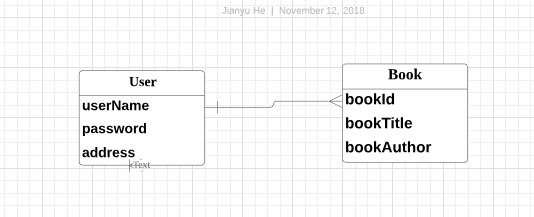 Jianyu He | November 12, 2018
User
userName
password
address
Text
Book
bookId
bookTitle
bookAuthor